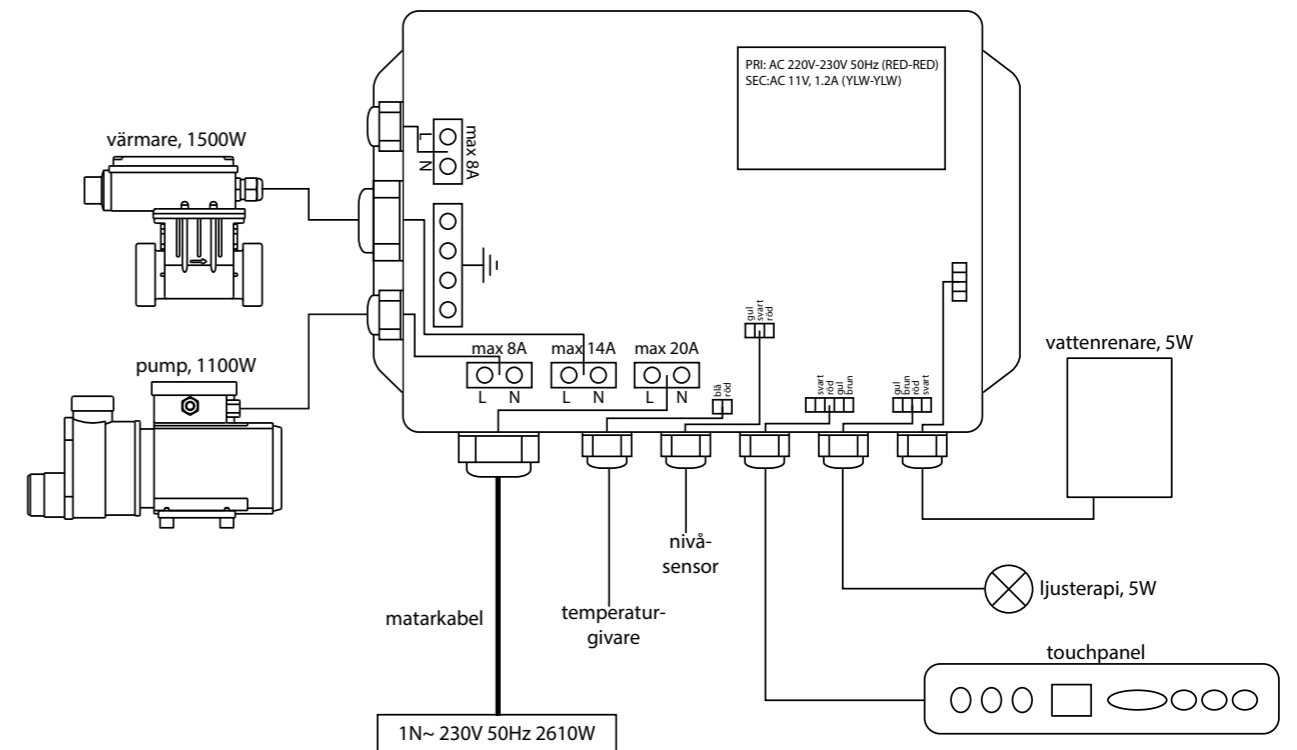 PRI: AC 220V-230V 50Hz (RED-RED)
SEC:AC 11V, 1.2A (YLW-YLW)
max 8A
L
N
värmare, 1500W
pump, 1100W
max 8A
max 14A
max 20A
L N
L N
L N
blå
röd
gul
svart
röd
svart
röd
gul
brun
gul
brun
röd
svart
vattenrenare, 5W
nivå-
sensor
ljusterapi, 5W
temperatur-
givare
matarkabel
touchpanel
1N~ 230V 50Hz 2610W